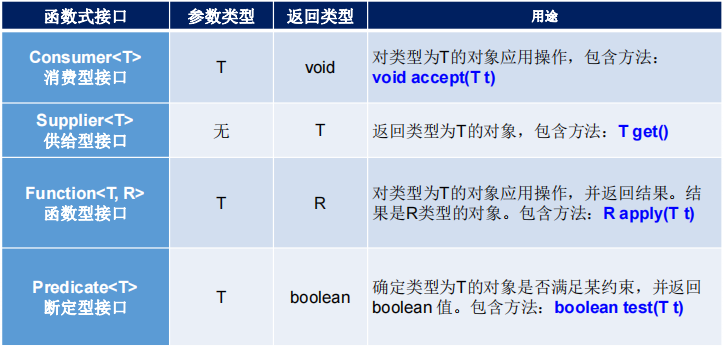 函数式接口 参数类型 返回类型 用途
Consumer<T>
消费型接口
T
void
对类型为T的对象应用操作，包含方法：
void accept(T t)
Supplier<T>
供给型接口
无
T
返回类型为T的对象，包含方法：T get()
Function<T, R>
函数型接口
T
R
对类型为T的对象应用操作，并返回结果。结
果是R类型的对象。包含方法：R apply(T t)
Predicate<T>
断定型接口
T
boolean
确定类型为T的对象是否满足某约束，并返回
boolean 值。包含方法：boolean test(T t)